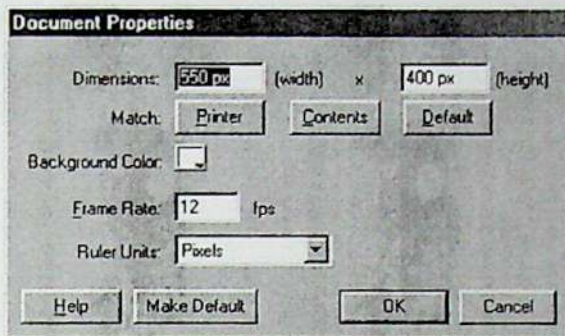 Document Properties
Dimensions: 550 px (width) x 400 px (height)
Match: Printer Contents Default
Background Color:
Frame Rate: 12 fps
Ruler Units: Pixels
Help Make Default OK Cancel